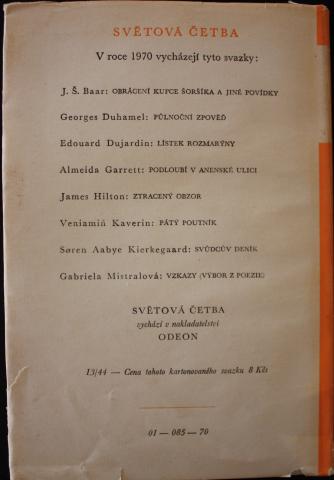 SVĚTOVÁ ČETBA
V roce 1970 vycházejí tyto svazky:
J. Š. Baar: OBRÁCENÍ KUPCE ŠORŠÍKA A JINÉ POVÍDKY
Georges Duhamel: PŮLNOČNÍ ZPOVĚĎ
Edouard Dujardin: LÍSTEK ROZMARÝNY
Almeida Garrett: PODLOUBÍ V ANENSKÉ ULICI
James Hilton: ZTRACENÝ OBZOR
Veniamiň Kaverin: PÁTÝ POUTNÍK
Søren Aabye Kierkegaard: SVŮDCŮV DENÍK
Gabriela Mistralová: VZKAZY (VÝBOR Z POEZIE)
SVĚTOVÁ ČETBA
vychází v nakladatelství
ODEON
13/44 — Cena tohoto kartonovaného svazku 8 Kčs
01 — 085 — 70